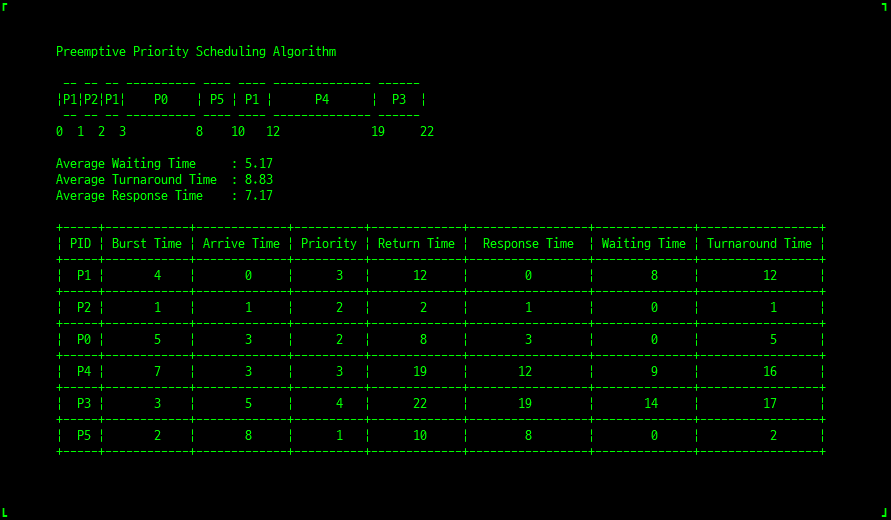 Preemptive Priority Scheduling Algorithm
 -- -- -- ---------- ---- ---- -------------- ------
¦P1¦P2¦P1¦    P0    ¦ P5 ¦ P1 ¦      P4      ¦  P3  ¦
 -- -- -- ---------- ---- ---- -------------- ------
0  1  2  3          8    10   12             19     22
Average Waiting Time     : 5.17
Average Turnaround Time  : 8.83
Average Response Time    : 7.17
+-----+------------+-------------+----------+-------------+-----------------+--------------+-----------------+
¦ PID ¦ Burst Time ¦ Arrive Time ¦ Priority ¦ Return Time ¦  Response Time  ¦ Waiting Time ¦ Turnaround Time ¦
+-----+------------+-------------+----------+-------------+-----------------+--------------+-----------------+
¦  P1 ¦       4    ¦       0     ¦      3   ¦      12     ¦        0        ¦       8      ¦        12       ¦
+-----+------------+-------------+----------+-------------+-----------------+--------------+-----------------+
¦  P2 ¦       1    ¦       1     ¦      2   ¦       2     ¦        1        ¦       0      ¦         1       ¦
+-----+------------+-------------+----------+-------------+-----------------+--------------+-----------------+
¦  P0 ¦       5    ¦       3     ¦      2   ¦       8     ¦        3        ¦       0      ¦         5       ¦
+-----+------------+-------------+----------+-------------+-----------------+--------------+-----------------+
¦  P4 ¦       7    ¦       3     ¦      3   ¦      19     ¦       12        ¦       9      ¦        16       ¦
+-----+------------+-------------+----------+-------------+-----------------+--------------+-----------------+
¦  P3 ¦       3    ¦       5     ¦      4   ¦      22     ¦       19        ¦      14      ¦        17       ¦
+-----+------------+-------------+----------+-------------+-----------------+--------------+-----------------+
¦  P5 ¦       2    ¦       8     ¦      1   ¦      10     ¦        8        ¦       0      ¦         2       ¦
+-----+------------+-------------+----------+-------------+-----------------+--------------+-----------------+